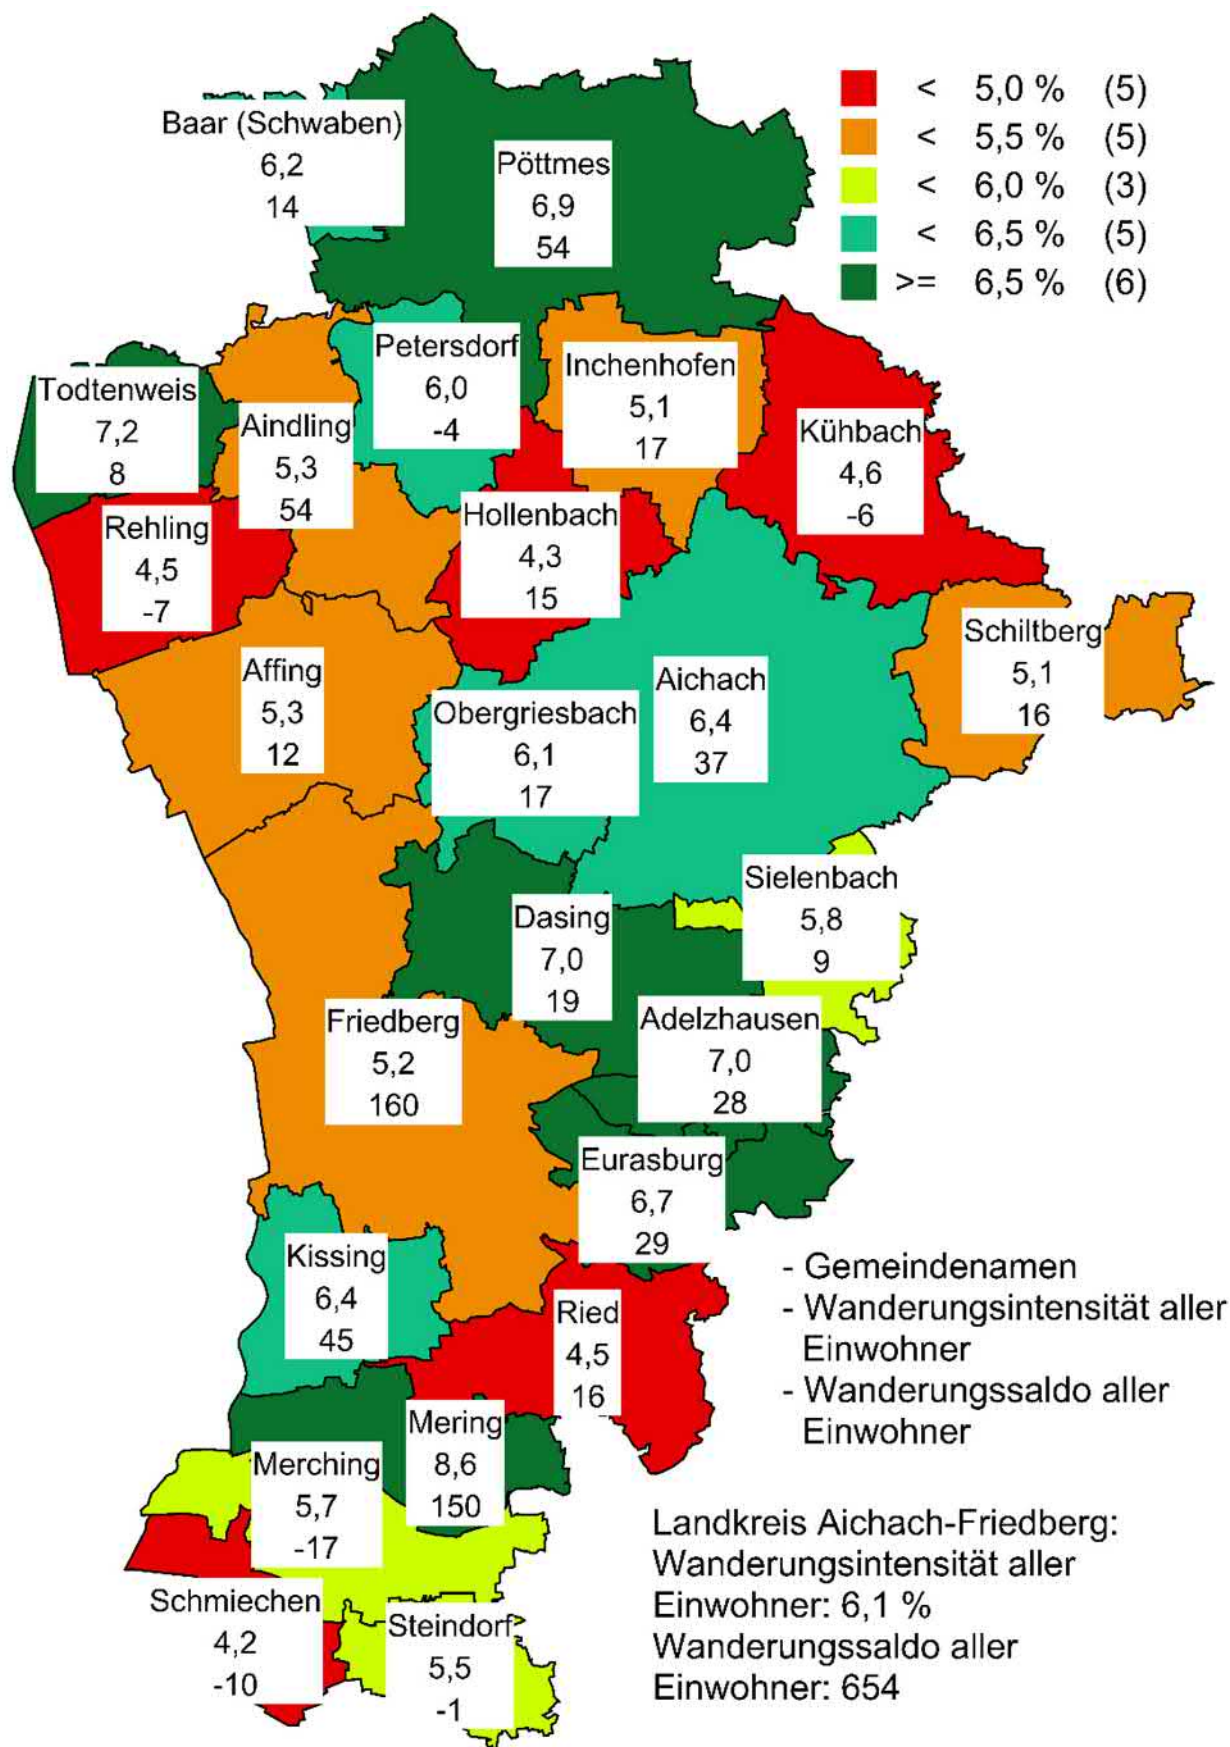 < 5,0 % (5)
< 5,5 % (5)
< 6,0 % (3)
< 6,5 % (5)
>= 6,5 % (6)
Baar (Schwaben)
6,2
14
Pöttmes
6,9
54
Petersdorf
6,0
-4
Inchenhofen
5,1
17
Todtenweis
7,2
8
Aindling
5,3
54
Kühbach
4,6
-6
Rehling
4,5
-7
Hollenbach
4,3
15
Schiltberg
5,1
16
Affing
5,3
12
Obergriesbach
6,1
17
Aichach
6,4
37
Sielenbach
5,8
9
Dasing
7,0
19
Friedberg
5,2
160
Adelzhausen
7,0
28
Eurasburg
6,7
29
Kissing
6,4
45
Ried
4,5
16
Mering
8,6
150
Merching
5,7
-17
Schmiechen
4,2
-10
Steindorf
5,5
-1
- Gemeindenamen
- Wanderungsintensität aller
Einwohner
- Wanderungssaldo aller
Einwohner
Landkreis Aichach-Friedberg:
Wanderungsintensität aller
Einwohner: 6,1 %
Wanderungssaldo aller
Einwohner: 654